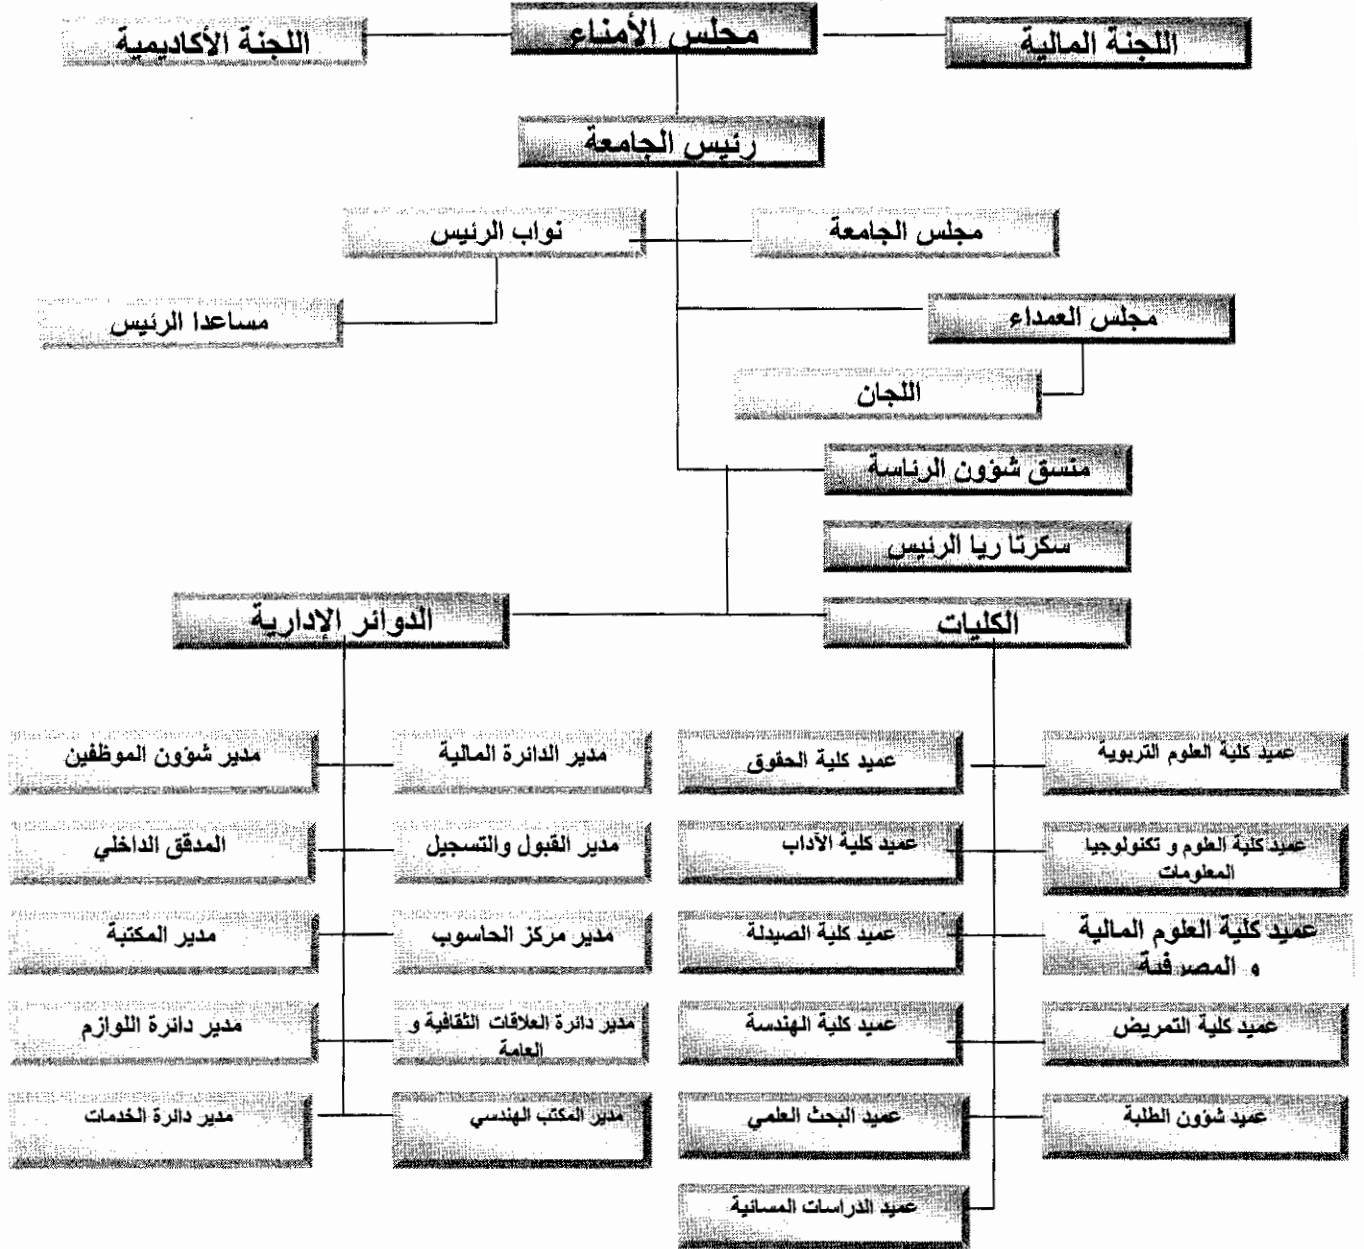 اللجنة المالية
مجلس الأمناء
اللجنة الأكاديمية
رئيس الجامعة
مجلس الجامعة
نواب الرئيس
مجلس العمداء
مساعدا الرئيس
اللجان
منسق شؤون الرئاسة
سكرتا ريا الرئيس
الكليات
الدوائر الإدارية
عميد كلية العلوم التربوية
عميد كلية الحقوق
مدير الدائرة المالية
مدير شؤون الموظفين
عميد كلية العلوم و تكنولوجيا
المعلومات
عميد كلية الآداب
مدير القبول والتسجيل
المدقق الداخلي
عميد كلية العلوم المالية
و المصرفية
عميد كلية الصيدلة
مدير مركز الحاسوب
مدير المكتبة
عميد كلية التمريض
عميد كلية الهندسة
مدير دائرة العلاقات الثقافية و
العامة
مدير دائرة اللوازم
عميد شؤون الطلبة
عميد البحث العلمي
مدير المكتب الهندسي
مدير دائرة الخدمات
عميد الدراسات المسائية